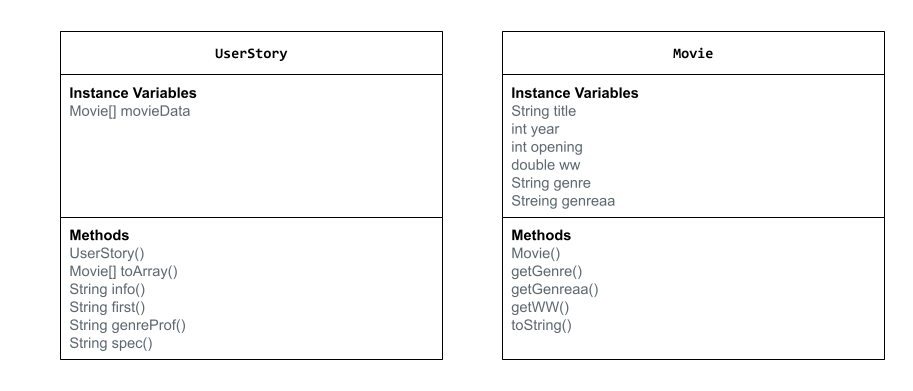 UserStory
Instance Variables
Movie[] movieData
Methods
UserStory()
Movie[] toArray()
String info()
String first()
String genreProf()
String spec()
Movie
Instance Variables
String title
int year
int opening
double ww
String genre
Streing genreaa
Methods
Movie()
getGenre()
getGenreaa()
getWW()
toString()